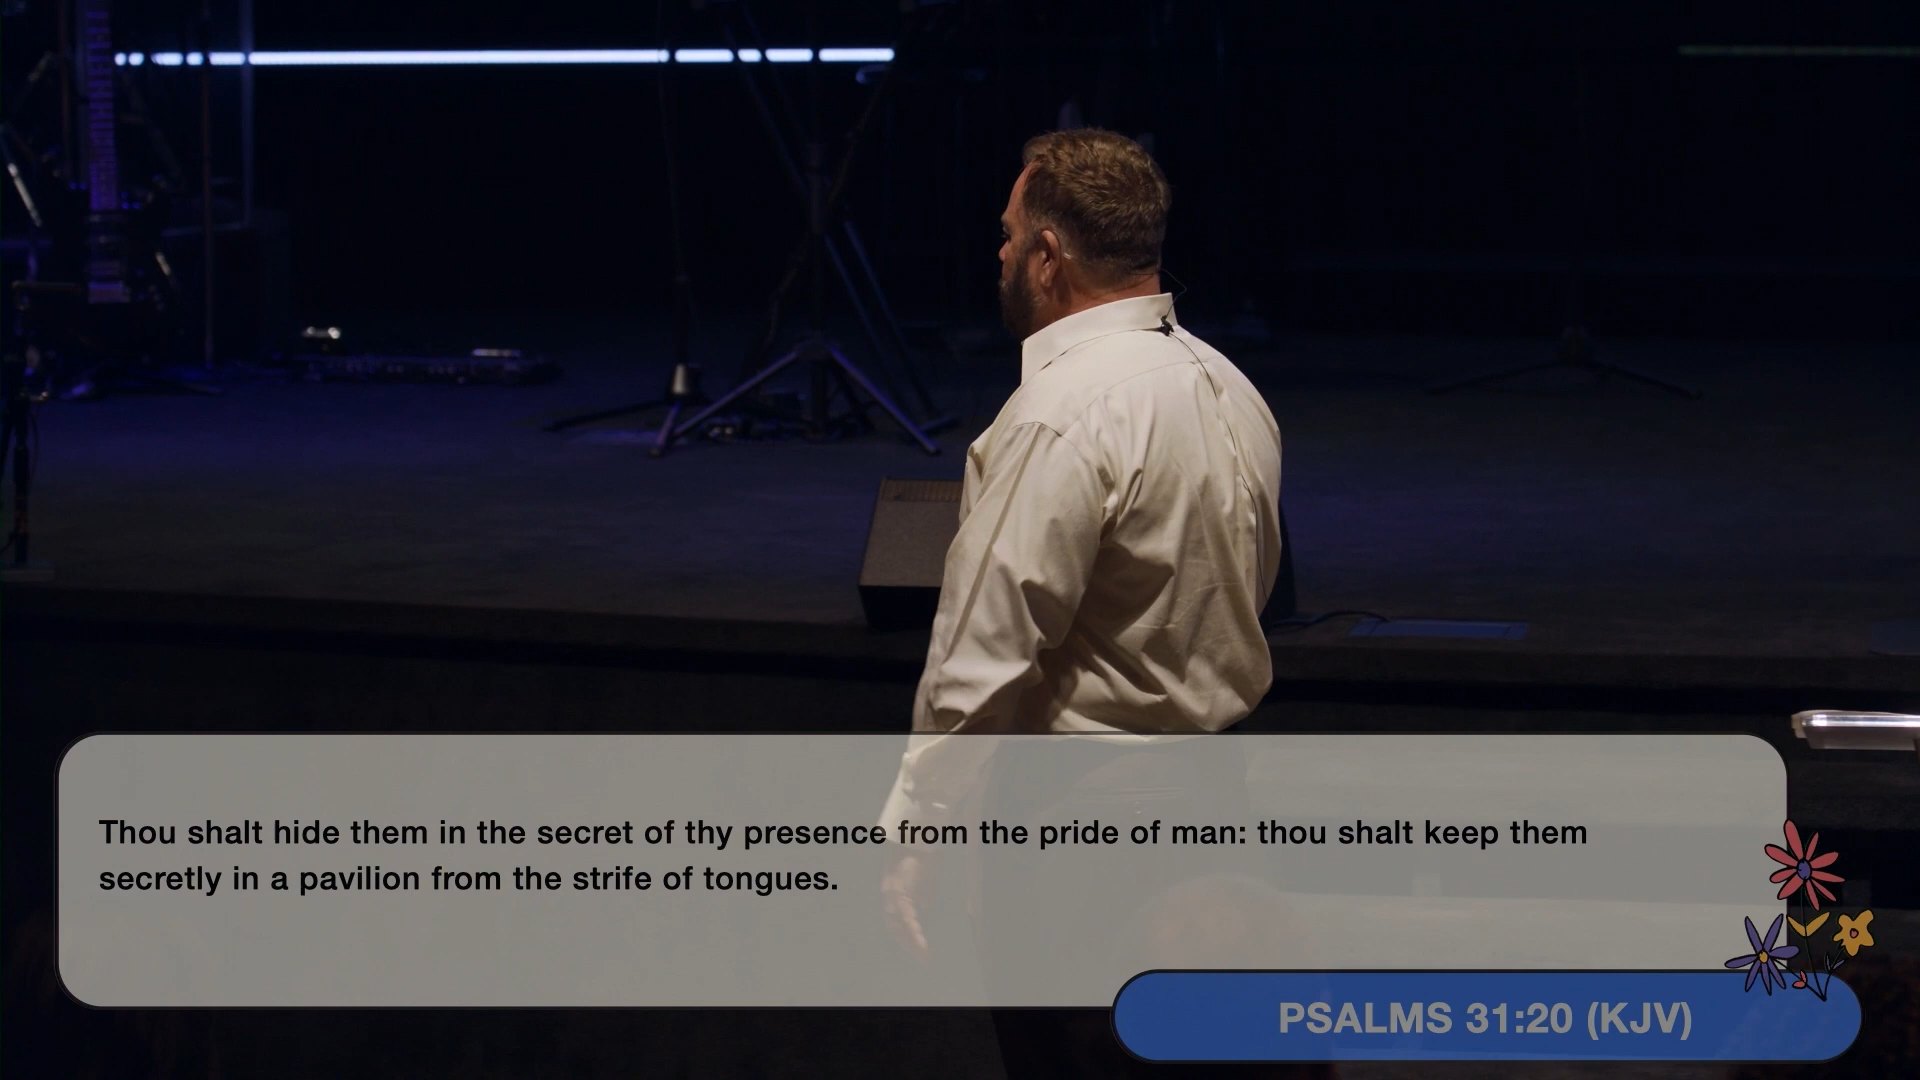 Thou shalt hide them in the secret of thy presence from the pride of man: thou shalt keep them
secretly in a pavilion from the strife of tongues.
PSALMS 31:20 (KJV)